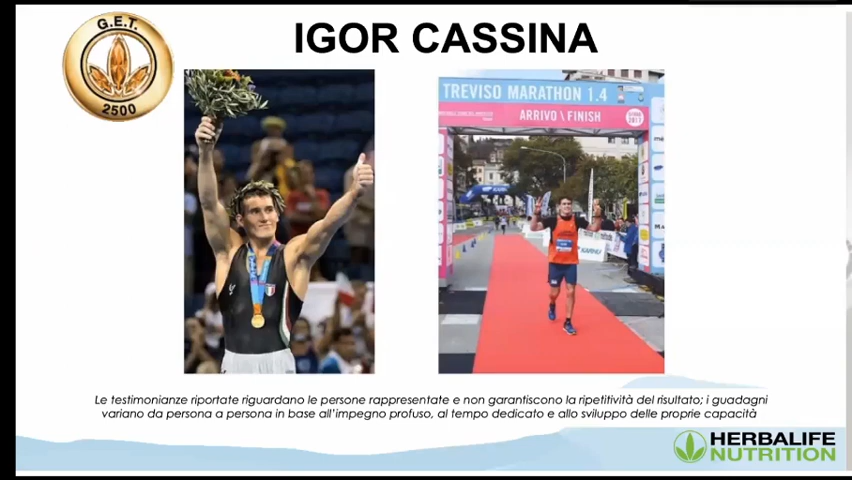 G.E.T.
2500
IGOR CASSINA
TREVISO MARATHON 1.4
ARRIVO \ FINISH
2017
KARHU
Le testimonianze riportate riguardano le persone rappresentate e non garantiscono la ripetitività del risultato; i guadagni
variano da persona a persona in base all'impegno profuso, al tempo dedicato e allo sviluppo delle proprie capacità
HERBALIFE
NUTRITION